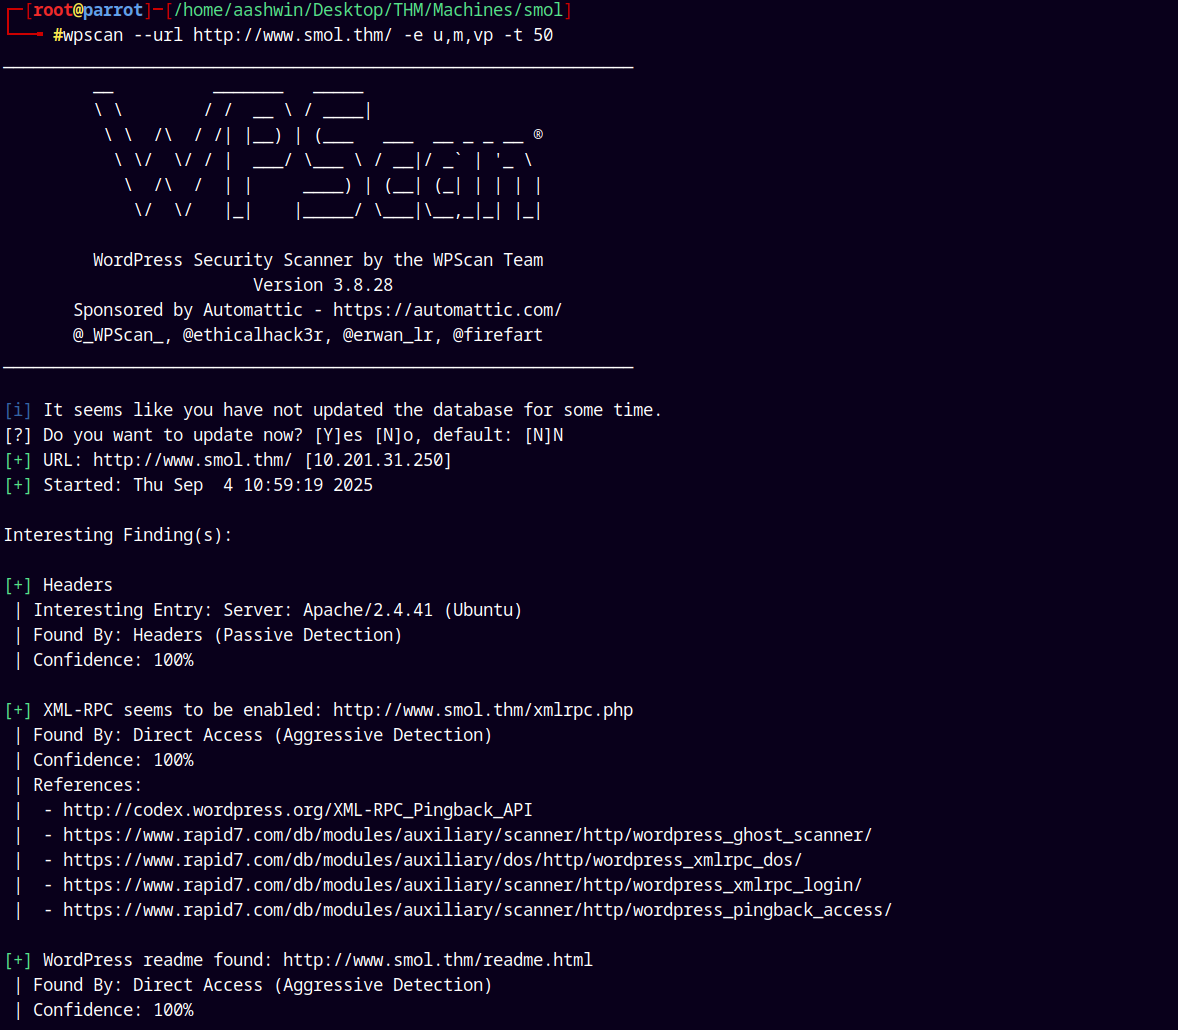 ┌─[root@parrot]─[/home/aashwin/Desktop/THM/Machines/smol]
└──╼ #wpscan --url http://www.smol.thm/ -e u,m,vp -t 50
_______________________________________________________________
         __          _______   _____
         \ \        / /  __ \ / ____|
          \ \  /\  / /| |__) | (___   ___  __ _ _ __ ®
           \ \/  \/ / |  ___/ \___ \ / __|/ _` | '_ \
            \  /\  /  | |     ____) | (__| (_| | | | |
             \/  \/   |_|    |_____/ \___|\__,_|_| |_|

         WordPress Security Scanner by the WPScan Team
                         Version 3.8.28
       Sponsored by Automattic - https://automattic.com/
       @_WPScan_, @ethicalhack3r, @erwan_lr, @firefart
_______________________________________________________________

[i] It seems like you have not updated the database for some time.
[?] Do you want to update now? [Y]es [N]o, default: [N]N
[+] URL: http://www.smol.thm/ [10.201.31.250]
[+] Started: Thu Sep  4 10:59:19 2025

Interesting Finding(s):

[+] Headers
 | Interesting Entry: Server: Apache/2.4.41 (Ubuntu)
 | Found By: Headers (Passive Detection)
 | Confidence: 100%

[+] XML-RPC seems to be enabled: http://www.smol.thm/xmlrpc.php
 | Found By: Direct Access (Aggressive Detection)
 | Confidence: 100%
 | References:
 |  - http://codex.wordpress.org/XML-RPC_Pingback_API
 |  - https://www.rapid7.com/db/modules/auxiliary/scanner/http/wordpress_ghost_scanner/
 |  - https://www.rapid7.com/db/modules/auxiliary/dos/http/wordpress_xmlrpc_dos/
 |  - https://www.rapid7.com/db/modules/auxiliary/scanner/http/wordpress_xmlrpc_login/
 |  - https://www.rapid7.com/db/modules/auxiliary/scanner/http/wordpress_pingback_access/

[+] WordPress readme found: http://www.smol.thm/readme.html
 | Found By: Direct Access (Aggressive Detection)
 | Confidence: 100%